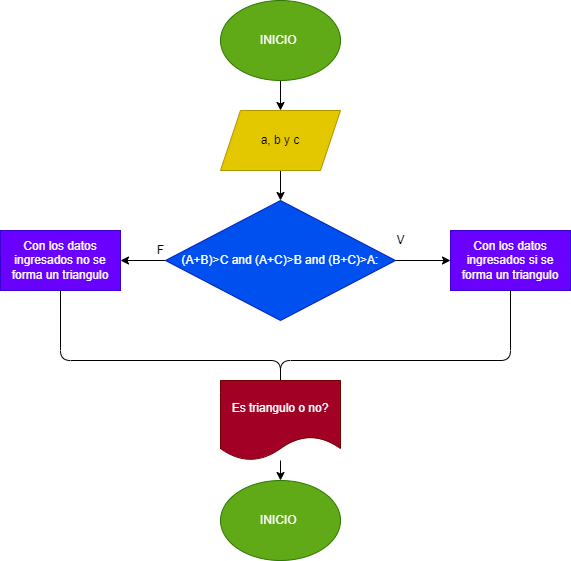 INICIO
a, b y c
F
V
(A+B)>C and (A+C)>B and (B+C)>A:
Con los datos
ingresados no se
forma un triangulo
Con los datos
ingresados si se
forma un triangulo
Es triangulo o no?
INICIO